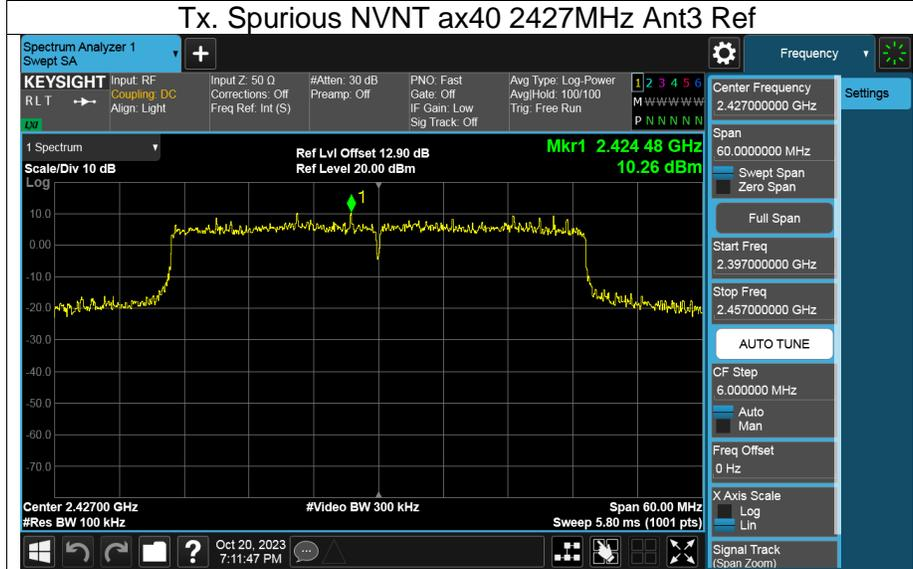 Tx. Spurious NVNT ax40 2427MHz Ant3 Ref
Spectrum Analyzer 1
Swept SA
+
Frequency
KEYSIGHT
RLT
LXI
Input: RF
Coupling: DC
Align: Light
Input Z: 50 Ω
Corrections: Off
Freq Ref: Int (S)
#Atten: 30 dB
Preamp: Off
PNO: Fast
Gate: Off
IF Gain: Low
Sig Track: Off
Avg Type: Log-Power
Avg|Hold: 100/100
Trig: Free Run
1 2 3 4 5 6
M W W W W W
P N N N N N
1 Spectrum
Scale/Div 10 dB
Log
Ref Lvl Offset 12.90 dB
Ref Level 20.00 dBm
Mkr1 2.424 48 GHz
10.26 dBm
1
10.0
0.00
-10.0
-20.0
-30.0
-40.0
-50.0
-60.0
-70.0
Center 2.42700 GHz
#Res BW 100 kHz
#Video BW 300 kHz
Span 60.00 MHz
Sweep 5.80 ms (1001 pts)
Center Frequency
2.427000000 GHz
Settings
Span
60.0000000 MHz
Swept Span
Zero Span
Full Span
Start Freq
2.397000000 GHz
Stop Freq
2.457000000 GHz
AUTO TUNE
CF Step
6.000000 MHz
Auto
Man
Freq Offset
0 Hz
X Axis Scale
Log
Lin
Signal Track
(Span Zoom)
?
Oct 20, 2023
7:11:47 PM